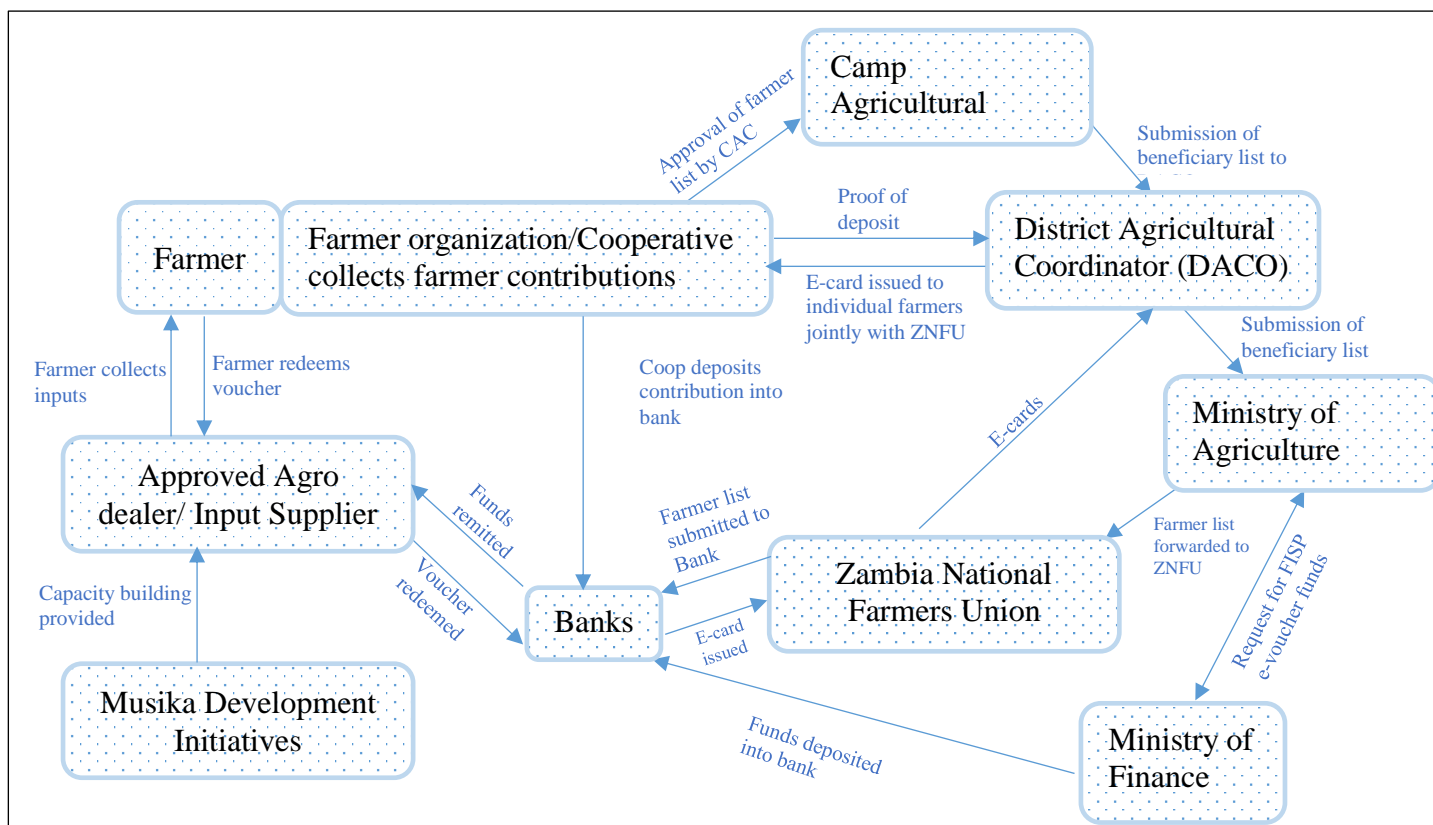 Camp
Agricultural
Approval of farmer
list by CAC
Submission of
beneficiary list to
Farmer
Farmer organization/Cooperative
collects farmer contributions
Proof of
deposit
District Agricultural
Coordinator (DACO)
E-card issued to
individual farmers
jointly with ZNFU
Submission of
beneficiary list
Farmer collects
inputs
Farmer redeems
voucher
Coop deposits
contribution into
bank
E-cards
Ministry of
Agriculture
Approved Agro
dealer/ Input Supplier
Funds
remitted
Voucher
redeemed
Farmer list
submitted to
Bank
Farmer list
forwarded to
ZNFU
Zambia National
Farmers Union
Banks
E-card
issued
Request for FISP
e-voucher funds
Capacity building
provided
Musika Development
Initiatives
Funds deposited
into bank
Ministry of
Finance